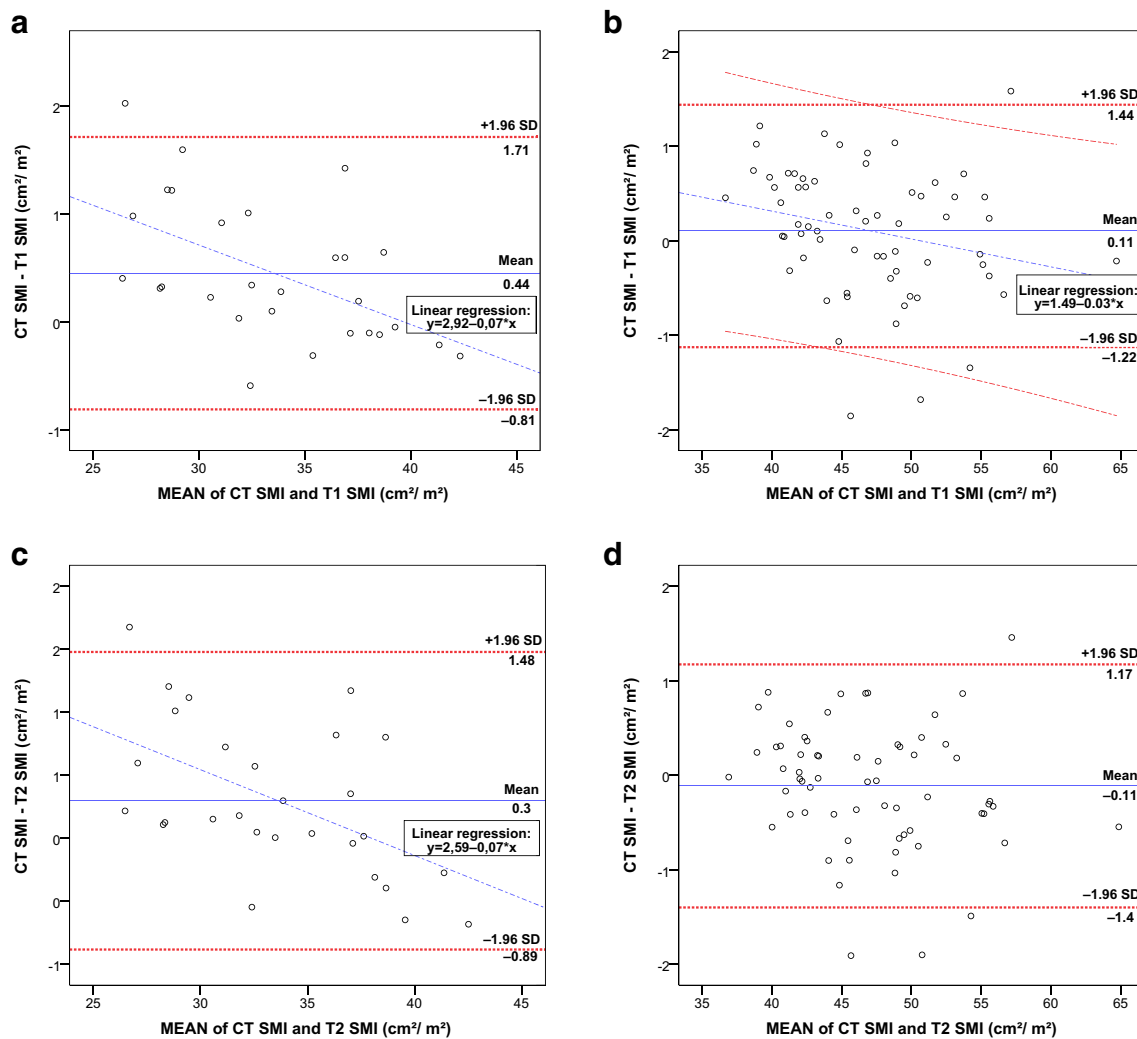 a
2
1
0
-1
CT SMI - T1 SMI (cm²/ m²)
+1.96 SD
1.71
Mean
0.44
Linear regression:
y=2,92–0,07*x
–1.96 SD
–0.81
25 30 35 40 45
MEAN of CT SMI and T1 SMI (cm²/ m²)
b
2
1
0
-1
-2
CT SMI - T1 SMI (cm²/ m²)
+1.96 SD
1.44
Mean
0.11
Linear regression:
y=1.49–0.03*x
–1.96 SD
–1.22
35 40 45 50 55 60 65
MEAN of CT SMI and T1 SMI (cm²/ m²)
c
2
2
1
1
0
0
-1
CT SMI - T2 SMI (cm²/ m²)
+1.96 SD
1.48
Mean
0.3
Linear regression:
y=2,59–0,07*x
–1.96 SD
–0.89
25 30 35 40 45
MEAN of CT SMI and T2 SMI (cm²/ m²)
d
2
1
0
-1
-2
CT SMI - T2 SMI (cm²/ m²)
+1.96 SD
1.17
Mean
–0.11
–1.96 SD
–1.4
35 40 45 50 55 60 65
MEAN of CT SMI and T2 SMI (cm²/ m²)